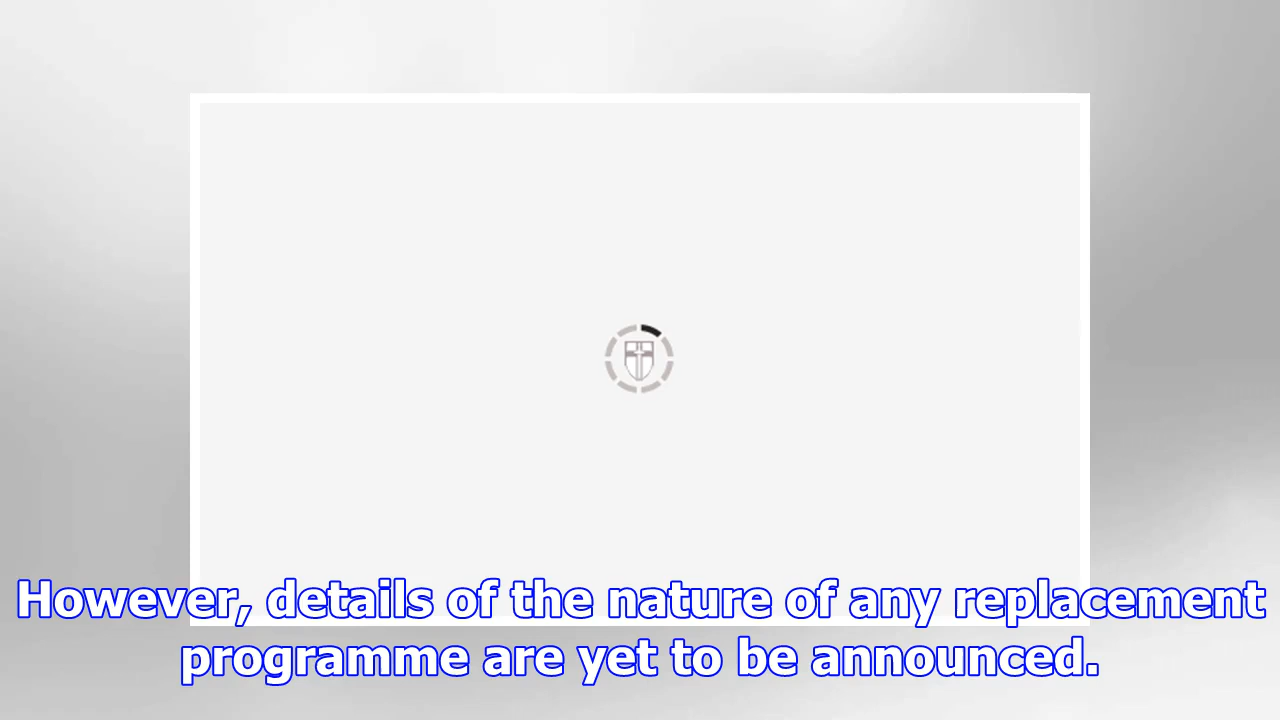 However, details of the nature of any replacement
programme are yet to be announced.